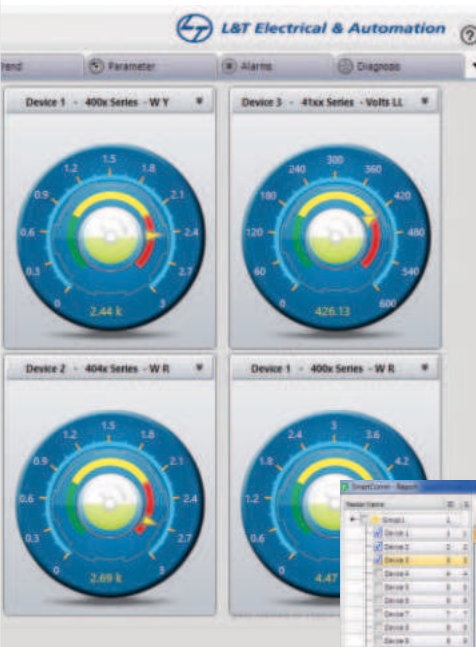 L&T Electrical & Automation
Trend Parameter Alarms Diagnosis
Device 1 - 400x Series - W Y
0
0.3
0.6
0.9
1.2
1.5
1.8
2.1
2.4
2.7
3
2.44 k
Device 3 - 41xx Series - Volts LL
0
60
120
180
240
300
360
420
480
540
600
426.13
Device 2 - 404x Series - W R
0
0.3
0.6
0.9
1.2
1.5
1.8
2.1
2.4
2.7
3
2.69 k
Device 1 - 400x Series - W R
0
0.6
1.2
1.8
2.4
3
3.6
4.2
4.47
SmartComm - Report
Group 1
Device 1
Device 2
Device 3
Device 4
Device 5
Device 6
Device 7
Device 8
Device 9